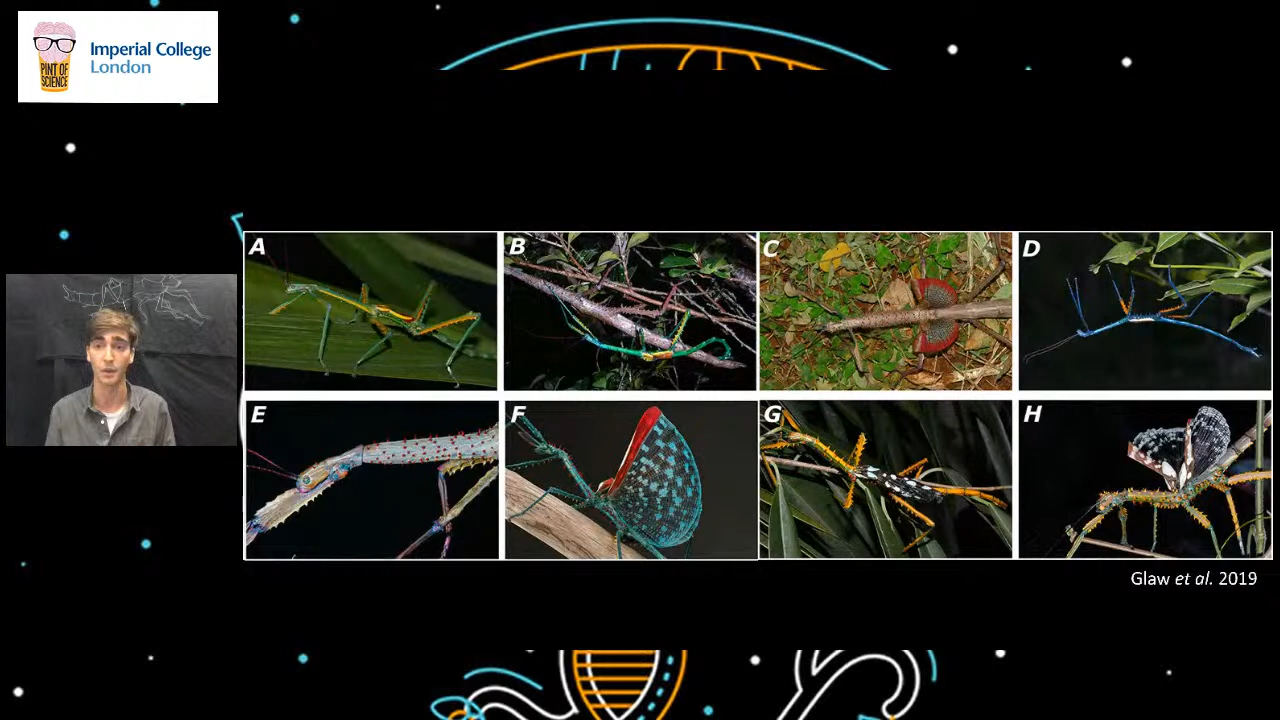 PINT OF
SCIENCE
Imperial College
London
A
B
C
D
E
F
G
H
Glaw et al. 2019